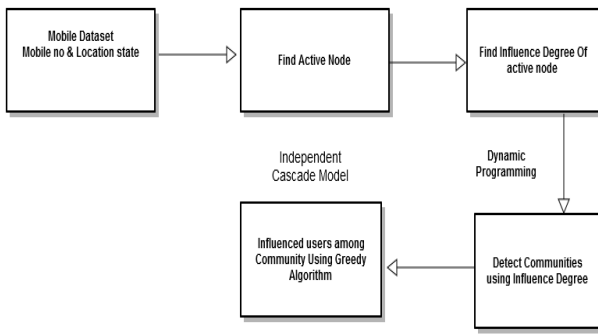 Mobile Dataset
Mobile no & Location state
Find Active Node
Find Influence Degree Of
active node
Independent
Cascade Model
Dynamic
Programming
Influenced users among
Community Using Greedy
Algorithm
Detect Communities
using Influence Degree